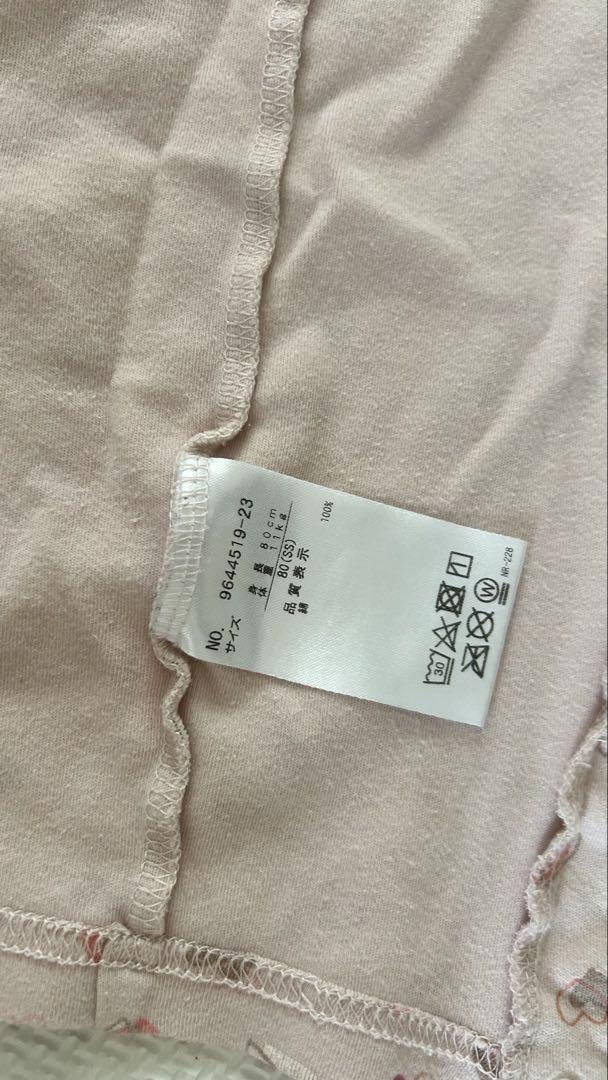 NO. 9644519-23
サイズ
身長 80cm
体重 11kg
80(SS)
品質表示
綿 100%
30
W
NR-228